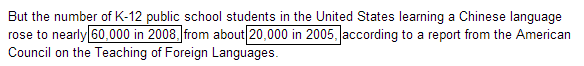 But the number of K-12 public school students in the United States learning a Chinese language
rose to nearly 60,000 in 2008, from about 20,000 in 2005, according to a report from the American
Council on the Teaching of Foreign Languages.